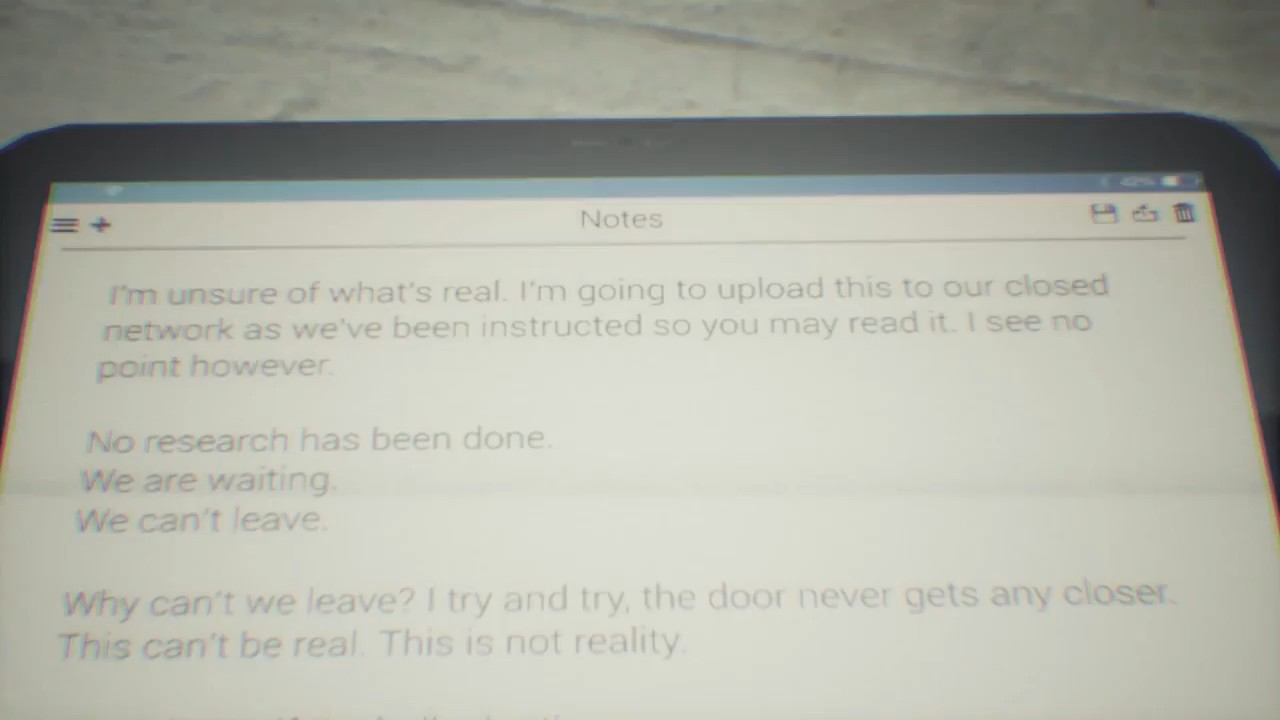 Notes
I'm unsure of what's real. I'm going to upload this to our closed
network as we've been instructed so you may read it. I see no
point however.
No research has been done.
We are waiting.
We can't leave.
Why can't we leave? I try and try, the door never gets any closer.
This can't be real. This is not reality.